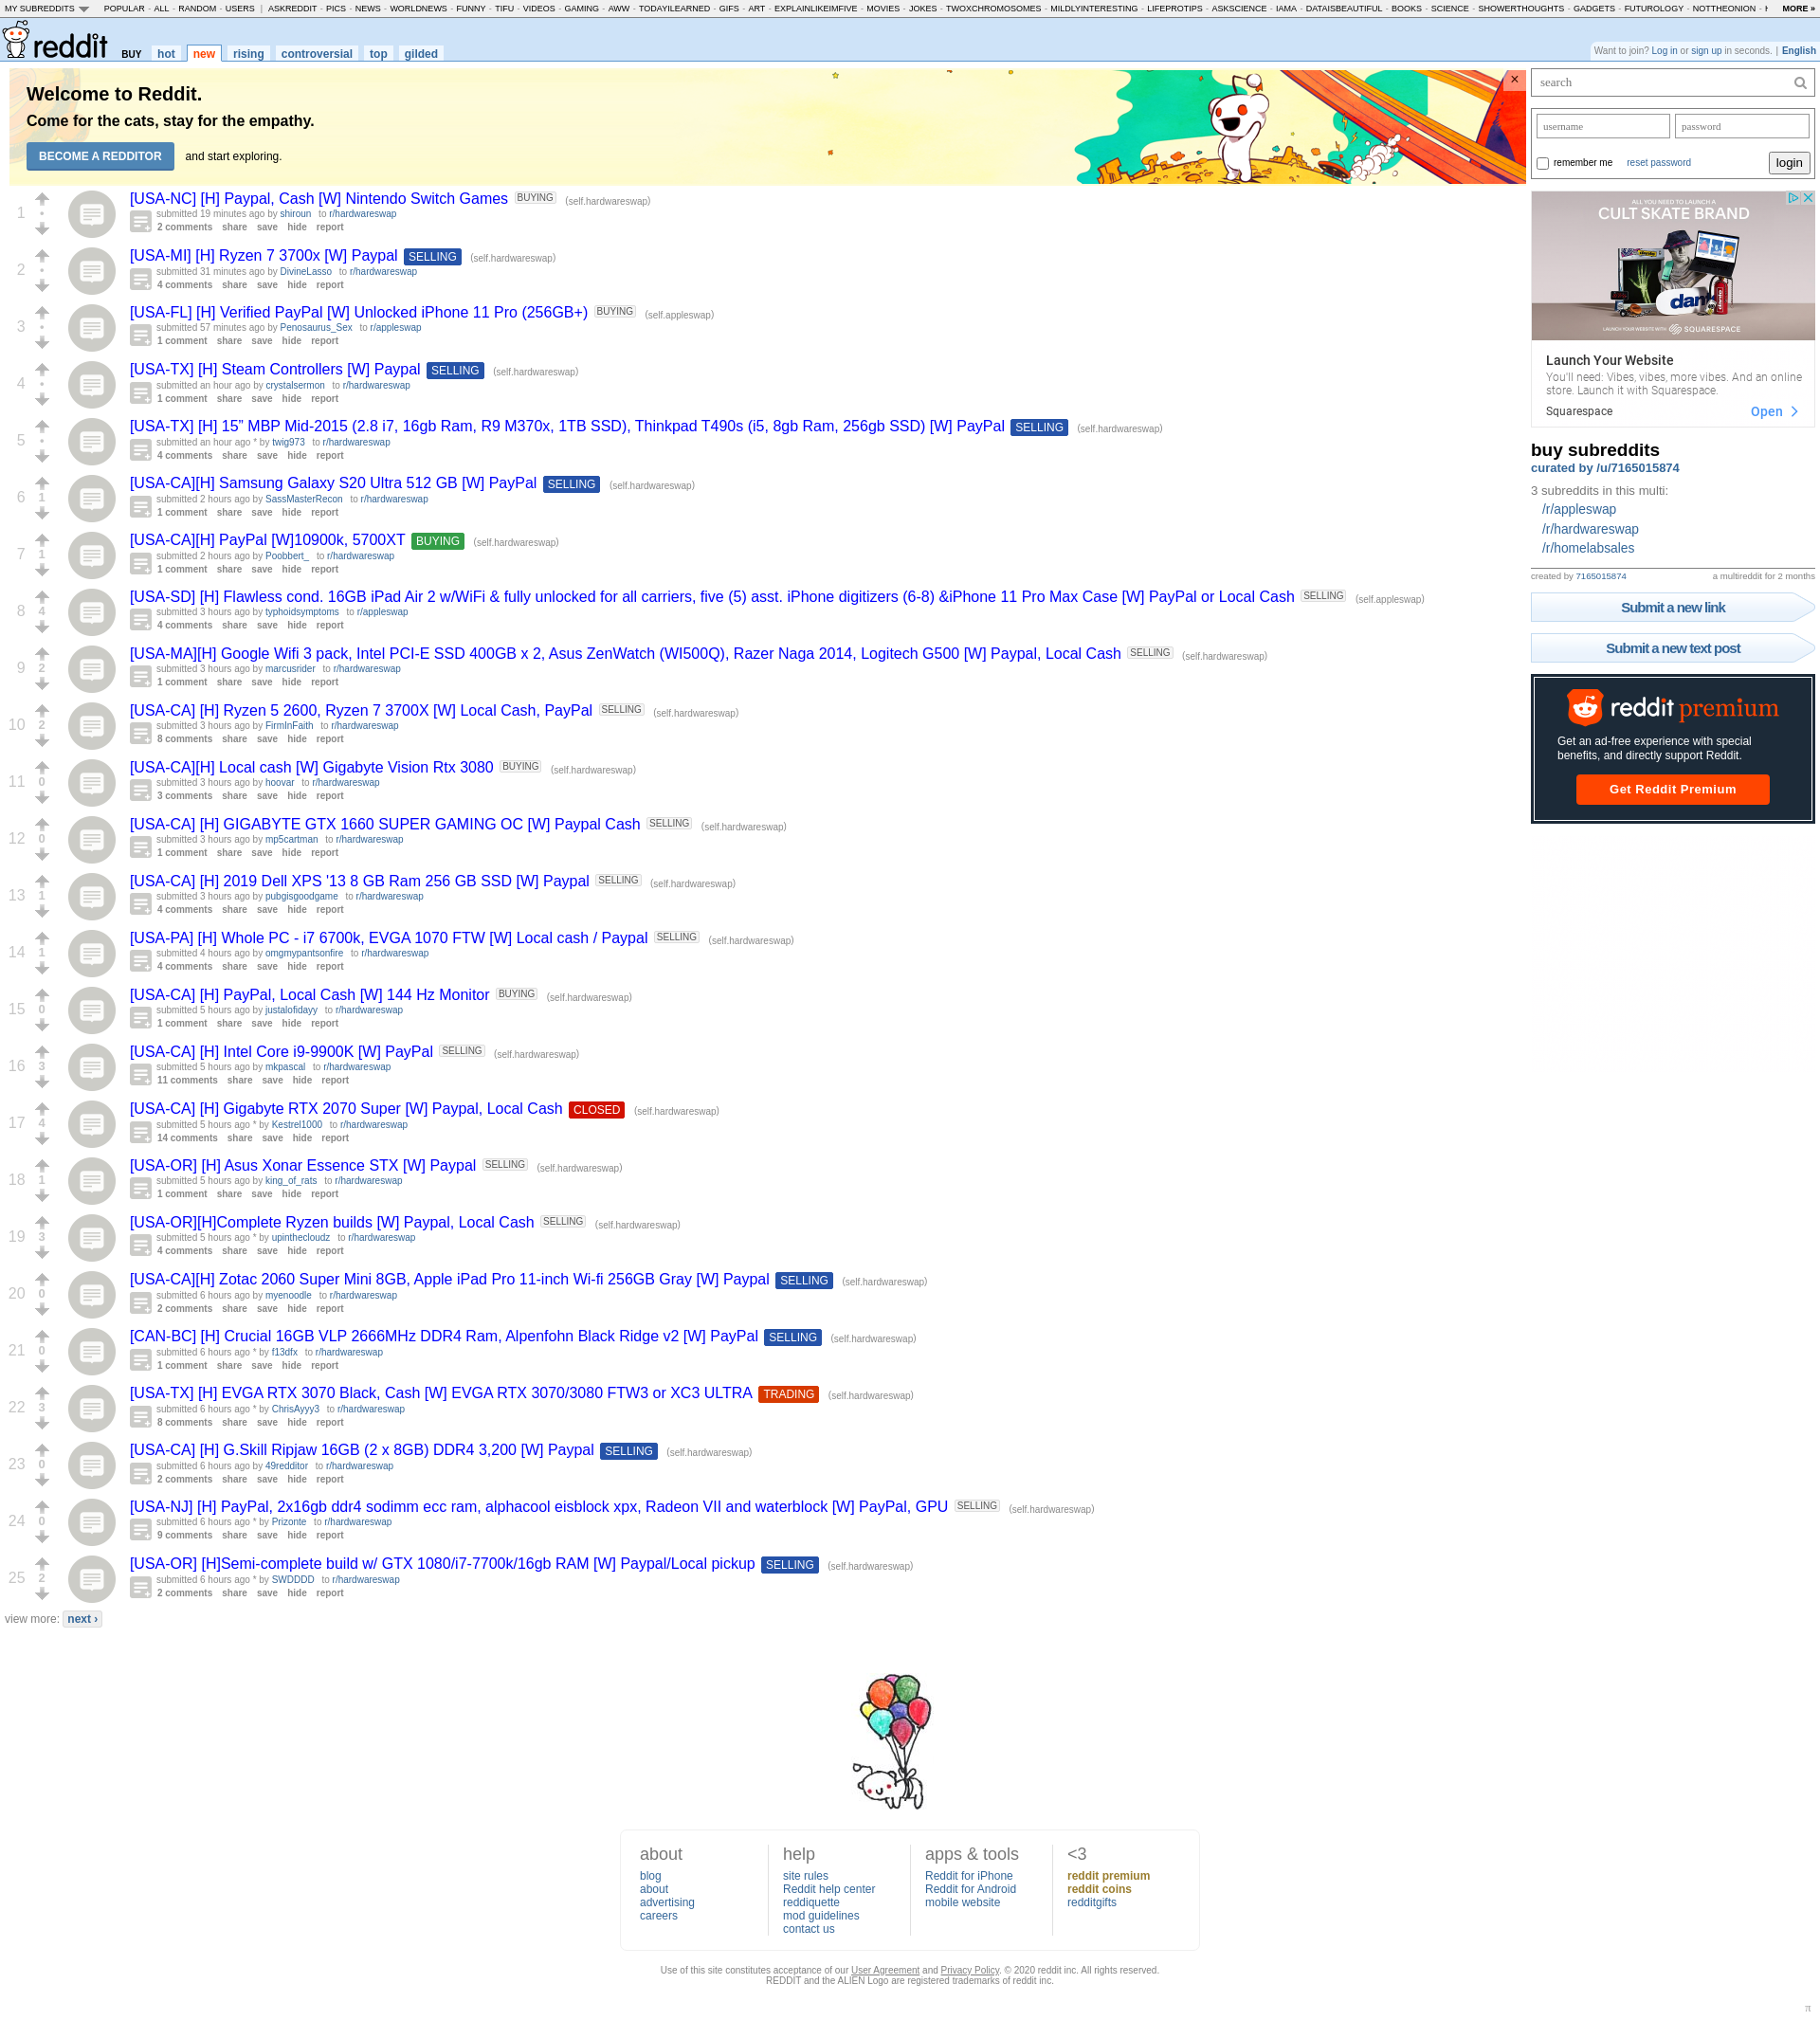 MY SUBREDDITS POPULAR - ALL - RANDOM - USERS | ASKREDDIT - PICS - NEWS - WORLDNEWS - FUNNY - TIFU - VIDEOS - GAMING - AWW - TODAYILEARNED - GIFS - ART - EXPLAINLIKEIMFIVE - MOVIES - JOKES - TWOXCHROMOSOMES - MILDLYINTERESTING - LIFEPROTIPS - ASKSCIENCE - IAMA - DATAISBEAUTIFUL - BOOKS - SCIENCE - SHOWERTHOUGHTS - GADGETS - FUTUROLOGY - NOTTHEONION - MORE »
reddit BUY hot new rising controversial top gilded
Want to join? Log in or sign up in seconds. | English
Welcome to Reddit.
Come for the cats, stay for the empathy.
BECOME A REDDITOR and start exploring.
×
1
[USA-NC] [H] Paypal, Cash [W] Nintendo Switch Games BUYING (self.hardwareswap)
submitted 19 minutes ago by shiroun to r/hardwareswap
2 comments share save hide report
2
[USA-MI] [H] Ryzen 7 3700x [W] Paypal SELLING (self.hardwareswap)
submitted 31 minutes ago by DivineLasso to r/hardwareswap
4 comments share save hide report
3
[USA-FL] [H] Verified PayPal [W] Unlocked iPhone 11 Pro (256GB+) BUYING (self.appleswap)
submitted 57 minutes ago by Penosaurus_Sex to r/appleswap
1 comment share save hide report
4
[USA-TX] [H] Steam Controllers [W] Paypal SELLING (self.hardwareswap)
submitted an hour ago by crystalsermon to r/hardwareswap
1 comment share save hide report
5
[USA-TX] [H] 15” MBP Mid-2015 (2.8 i7, 16gb Ram, R9 M370x, 1TB SSD), Thinkpad T490s (i5, 8gb Ram, 256gb SSD) [W] PayPal SELLING (self.hardwareswap)
submitted an hour ago * by twig973 to r/hardwareswap
4 comments share save hide report
6 1
[USA-CA][H] Samsung Galaxy S20 Ultra 512 GB [W] PayPal SELLING (self.hardwareswap)
submitted 2 hours ago by SassMasterRecon to r/hardwareswap
1 comment share save hide report
7 1
[USA-CA][H] PayPal [W]10900k, 5700XT BUYING (self.hardwareswap)
submitted 2 hours ago by Poobbert_ to r/hardwareswap
1 comment share save hide report
8 4
[USA-SD] [H] Flawless cond. 16GB iPad Air 2 w/WiFi & fully unlocked for all carriers, five (5) asst. iPhone digitizers (6-8) &iPhone 11 Pro Max Case [W] PayPal or Local Cash SELLING (self.appleswap)
submitted 3 hours ago by typhoidsymptoms to r/appleswap
4 comments share save hide report
9 2
[USA-MA][H] Google Wifi 3 pack, Intel PCI-E SSD 400GB x 2, Asus ZenWatch (WI500Q), Razer Naga 2014, Logitech G500 [W] Paypal, Local Cash SELLING (self.hardwareswap)
submitted 3 hours ago by marcusrider to r/hardwareswap
1 comment share save hide report
10 2
[USA-CA] [H] Ryzen 5 2600, Ryzen 7 3700X [W] Local Cash, PayPal SELLING (self.hardwareswap)
submitted 3 hours ago by FirmInFaith to r/hardwareswap
8 comments share save hide report
11 0
[USA-CA][H] Local cash [W] Gigabyte Vision Rtx 3080 BUYING (self.hardwareswap)
submitted 3 hours ago by hoovar to r/hardwareswap
3 comments share save hide report
12 0
[USA-CA] [H] GIGABYTE GTX 1660 SUPER GAMING OC [W] Paypal Cash SELLING (self.hardwareswap)
submitted 3 hours ago by mp5cartman to r/hardwareswap
1 comment share save hide report
13 1
[USA-CA] [H] 2019 Dell XPS '13 8 GB Ram 256 GB SSD [W] Paypal SELLING (self.hardwareswap)
submitted 3 hours ago by pubgisgoodgame to r/hardwareswap
4 comments share save hide report
14 1
[USA-PA] [H] Whole PC - i7 6700k, EVGA 1070 FTW [W] Local cash / Paypal SELLING (self.hardwareswap)
submitted 4 hours ago by omgmypantsonfire to r/hardwareswap
4 comments share save hide report
15 0
[USA-CA] [H] PayPal, Local Cash [W] 144 Hz Monitor BUYING (self.hardwareswap)
submitted 5 hours ago by justalofidayy to r/hardwareswap
1 comment share save hide report
16 3
[USA-CA] [H] Intel Core i9-9900K [W] PayPal SELLING (self.hardwareswap)
submitted 5 hours ago by mkpascal to r/hardwareswap
11 comments share save hide report
17 4
[USA-CA] [H] Gigabyte RTX 2070 Super [W] Paypal, Local Cash CLOSED (self.hardwareswap)
submitted 5 hours ago * by Kestrel1000 to r/hardwareswap
14 comments share save hide report
18 1
[USA-OR] [H] Asus Xonar Essence STX [W] Paypal SELLING (self.hardwareswap)
submitted 5 hours ago by king_of_rats to r/hardwareswap
1 comment share save hide report
19 3
[USA-OR][H]Complete Ryzen builds [W] Paypal, Local Cash SELLING (self.hardwareswap)
submitted 5 hours ago * by upinthecloudz to r/hardwareswap
4 comments share save hide report
20 0
[USA-CA][H] Zotac 2060 Super Mini 8GB, Apple iPad Pro 11-inch Wi-fi 256GB Gray [W] Paypal SELLING (self.hardwareswap)
submitted 6 hours ago by myenoodle to r/hardwareswap
2 comments share save hide report
21 0
[CAN-BC] [H] Crucial 16GB VLP 2666MHz DDR4 Ram, Alpenfohn Black Ridge v2 [W] PayPal SELLING (self.hardwareswap)
submitted 6 hours ago * by f13dfx to r/hardwareswap
1 comment share save hide report
22 3
[USA-TX] [H] EVGA RTX 3070 Black, Cash [W] EVGA RTX 3070/3080 FTW3 or XC3 ULTRA TRADING (self.hardwareswap)
submitted 6 hours ago * by ChrisAyyy3 to r/hardwareswap
8 comments share save hide report
23 0
[USA-CA] [H] G.Skill Ripjaw 16GB (2 x 8GB) DDR4 3,200 [W] Paypal SELLING (self.hardwareswap)
submitted 6 hours ago by 49redditor to r/hardwareswap
2 comments share save hide report
24 0
[USA-NJ] [H] PayPal, 2x16gb ddr4 sodimm ecc ram, alphacool eisblock xpx, Radeon VII and waterblock [W] PayPal, GPU SELLING (self.hardwareswap)
submitted 6 hours ago * by Prizonte to r/hardwareswap
9 comments share save hide report
25 2
[USA-OR] [H]Semi-complete build w/ GTX 1080/i7-7700k/16gb RAM [W] Paypal/Local pickup SELLING (self.hardwareswap)
submitted 6 hours ago * by SWDDDD to r/hardwareswap
2 comments share save hide report
view more: next ›
search
username password
remember me reset password login
ALL YOU NEED TO LAUNCH A
CULT SKATE BRAND
dam
LAUNCH YOUR WEBSITE WITH SQUARESPACE
Launch Your Website
You'll need: Vibes, vibes, more vibes. And an online
store. Launch it with Squarespace.
Squarespace Open
buy subreddits
curated by /u/7165015874
3 subreddits in this multi:
/r/appleswap
/r/hardwareswap
/r/homelabsales
created by 7165015874 a multireddit for 2 months
Submit a new link
Submit a new text post
reddit premium
Get an ad-free experience with special
benefits, and directly support Reddit.
Get Reddit Premium
about
blog
about
advertising
careers
help
site rules
Reddit help center
reddiquette
mod guidelines
contact us
apps & tools
Reddit for iPhone
Reddit for Android
mobile website
<3
reddit premium
reddit coins
redditgifts
Use of this site constitutes acceptance of our User Agreement and Privacy Policy. © 2020 reddit inc. All rights reserved.
REDDIT and the ALIEN Logo are registered trademarks of reddit inc.
π